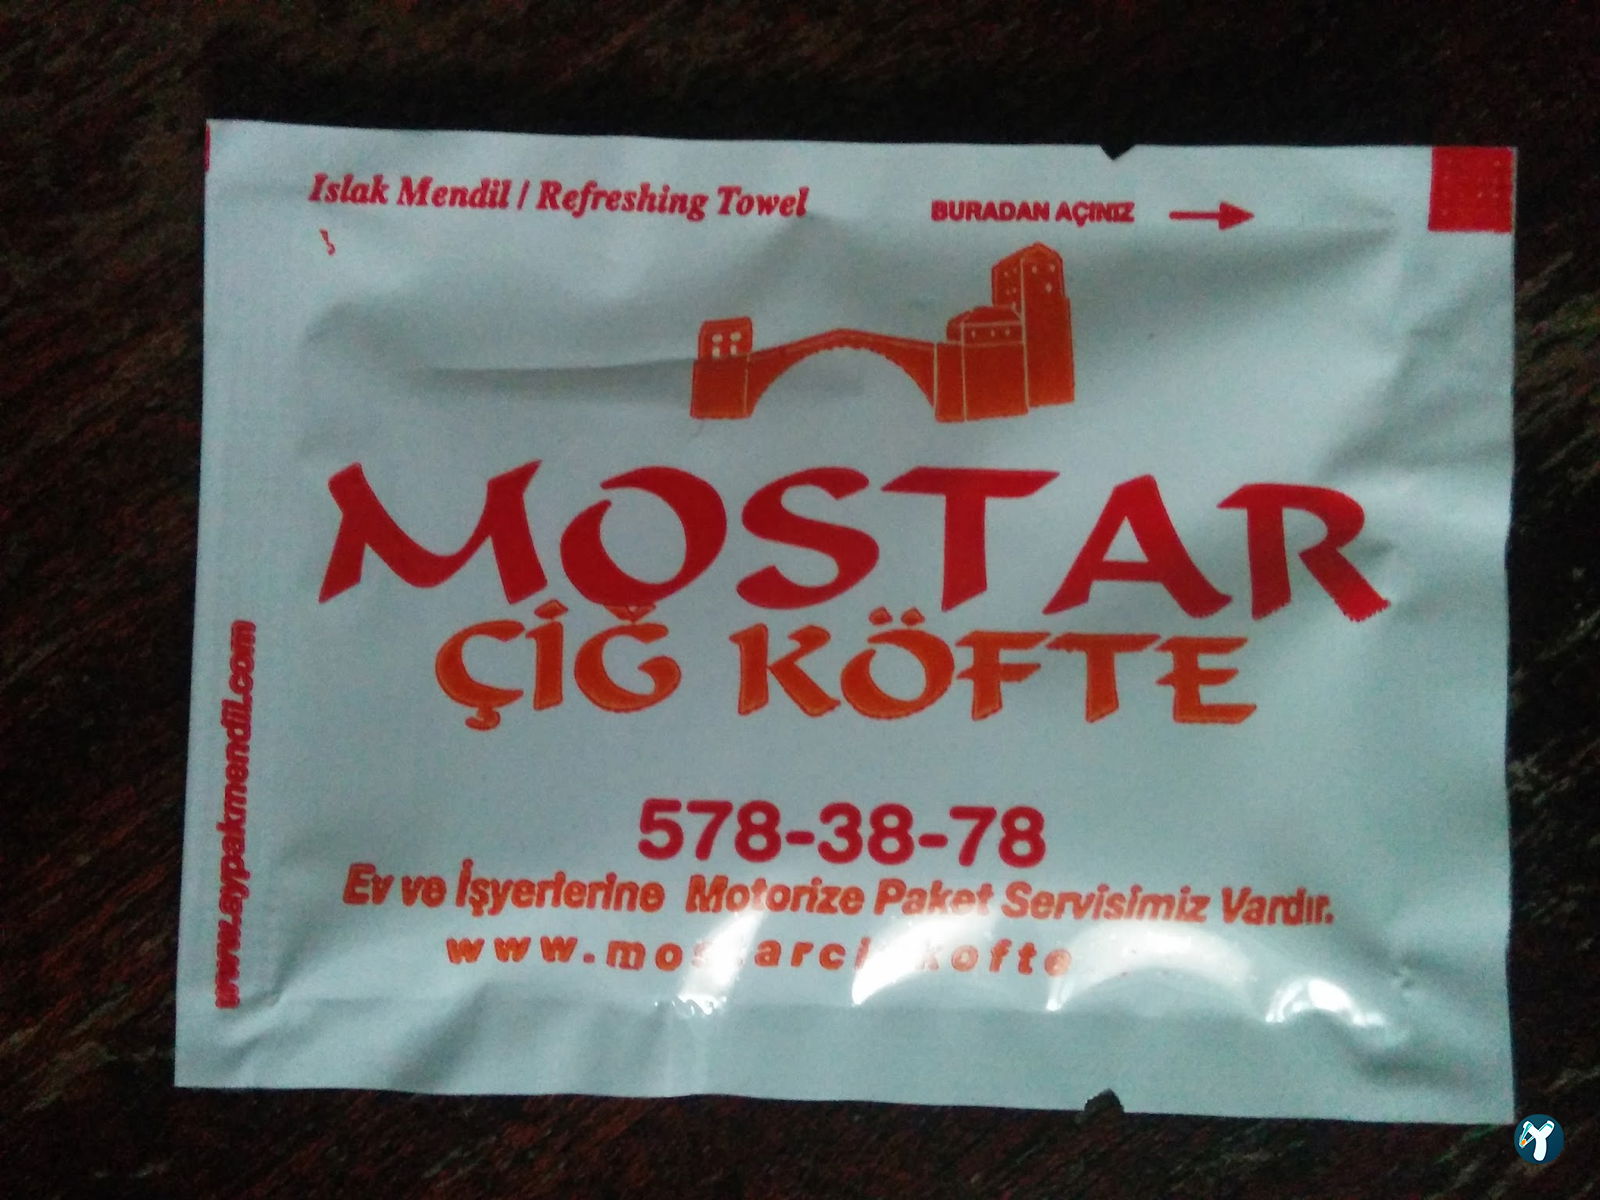 Islak Mendil / Refreshing Towel
BURADAN AÇINIZ
MOSTAR
ÇİĞ KÖFTE
578-38-78
Ev ve İşyerlerine Motorize Paket Servisimiz Vardır.
www.aypakmendil.com